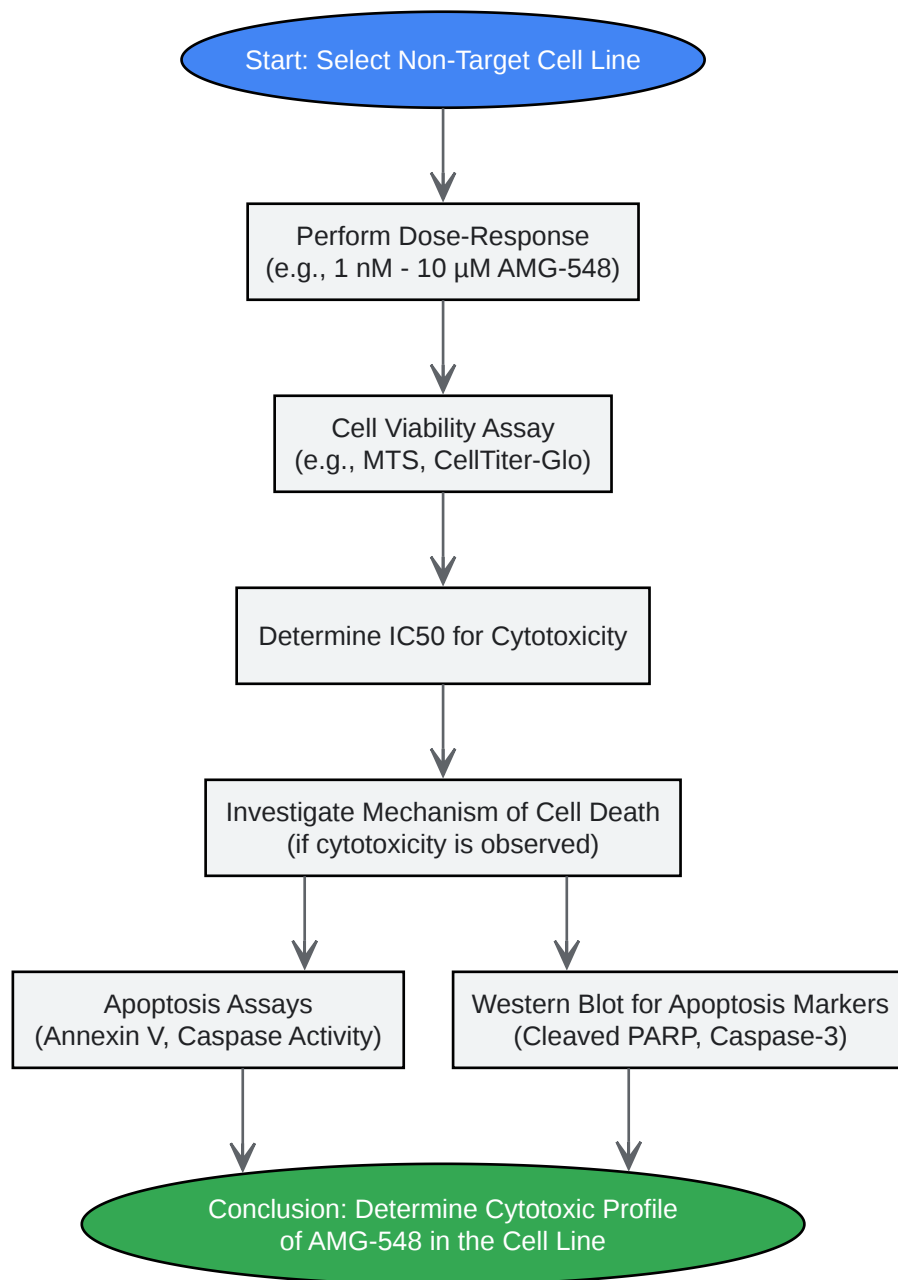 Start: Select Non-Target Cell Line
Perform Dose-Response
(e.g., 1 nM - 10 µM AMG-548)
Cell Viability Assay
(e.g., MTS, CellTiter-Glo)
Determine IC50 for Cytotoxicity
Investigate Mechanism of Cell Death
(if cytotoxicity is observed)
Apoptosis Assays
(Annexin V, Caspase Activity)
Western Blot for Apoptosis Markers
(Cleaved PARP, Caspase-3)
Conclusion: Determine Cytotoxic Profile
of AMG-548 in the Cell Line